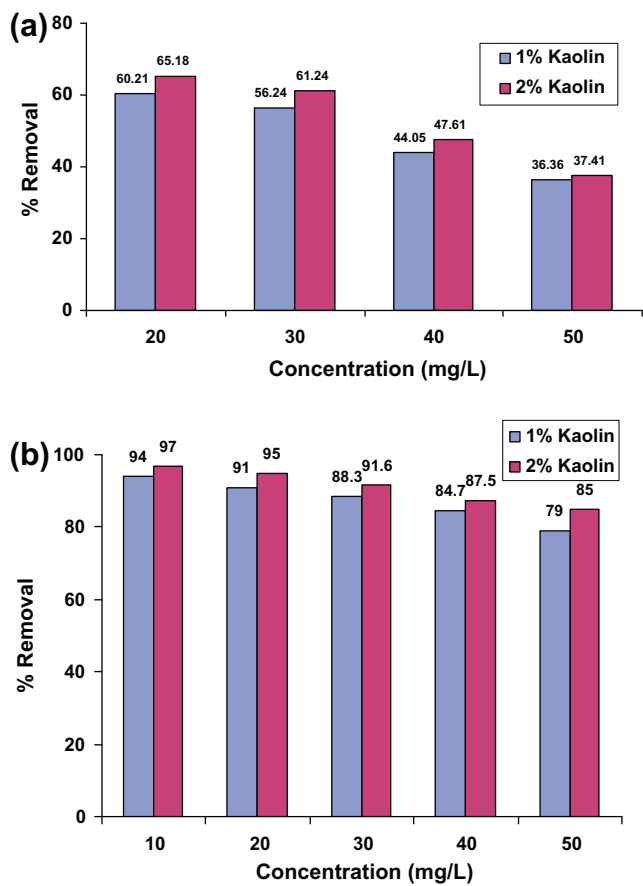 (a)
80
60
40
20
0
% Removal
60.21
65.18
56.24
61.24
44.05
47.61
36.36
37.41
1% Kaolin
2% Kaolin
20 30 40 50
Concentration (mg/L)
(b)
100
80
60
40
20
0
% Removal
94
97
91
95
88.3
91.6
84.7
87.5
79
85
1% Kaolin
2% Kaolin
10 20 30 40 50
Concentration (mg/L)